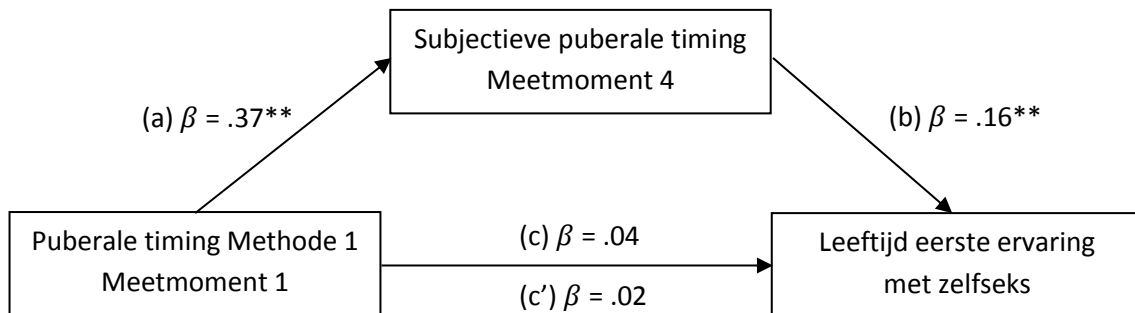 Subjectieve puberale timing
Meetmoment 4
(a) 𝛽 = .37**
(b) 𝛽 = .16**
Puberale timing Methode 1
Meetmoment 1
(c) 𝛽 = .04
(c’) 𝛽 = .02
Leeftijd eerste ervaring
met zelfseks